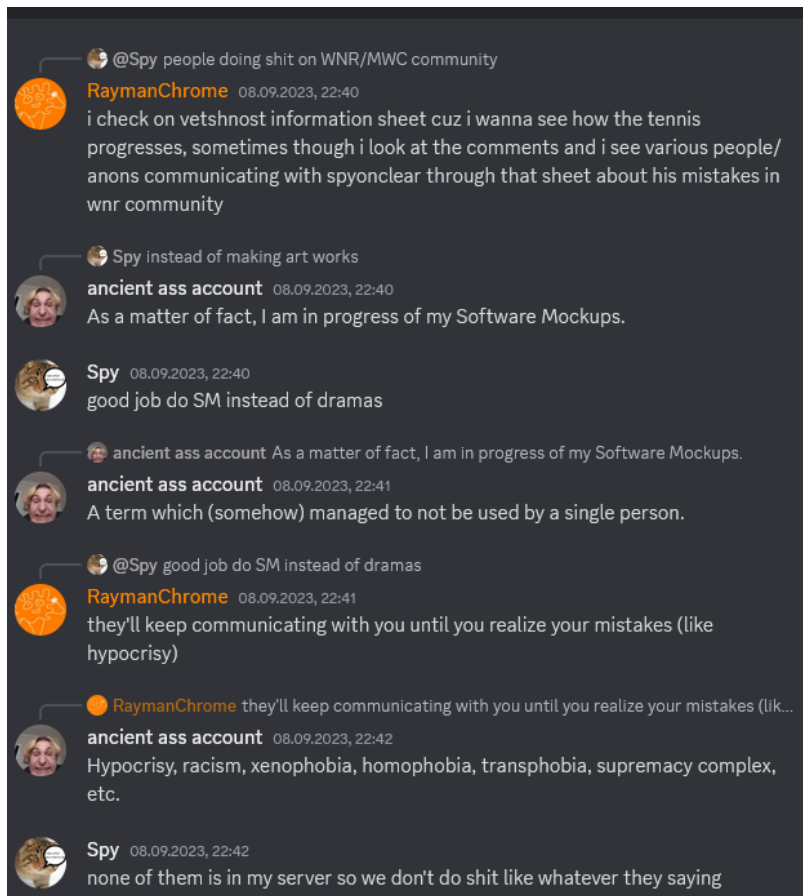 @Spy people doing shit on WNR/MWC community
RaymanChrome 08.09.2023, 22:40
i check on vetshnost information sheet cuz i wanna see how the tennis
progresses, sometimes though i look at the comments and i see various people/
anons communicating with spyonclear through that sheet about his mistakes in
wnr community
Spy instead of making art works
ancient ass account 08.09.2023, 22:40
As a matter of fact, I am in progress of my Software Mockups.
Spy 08.09.2023, 22:40
good job do SM instead of dramas
ancient ass account As a matter of fact, I am in progress of my Software Mockups.
ancient ass account 08.09.2023, 22:41
A term which (somehow) managed to not be used by a single person.
@Spy good job do SM instead of dramas
RaymanChrome 08.09.2023, 22:41
they'll keep communicating with you until you realize your mistakes (like
hypocrisy)
RaymanChrome they'll keep communicating with you until you realize your mistakes (lik...
ancient ass account 08.09.2023, 22:42
Hypocrisy, racism, xenophobia, homophobia, transphobia, supremacy complex,
etc.
Spy 08.09.2023, 22:42
none of them is in my server so we don't do shit like whatever they saying